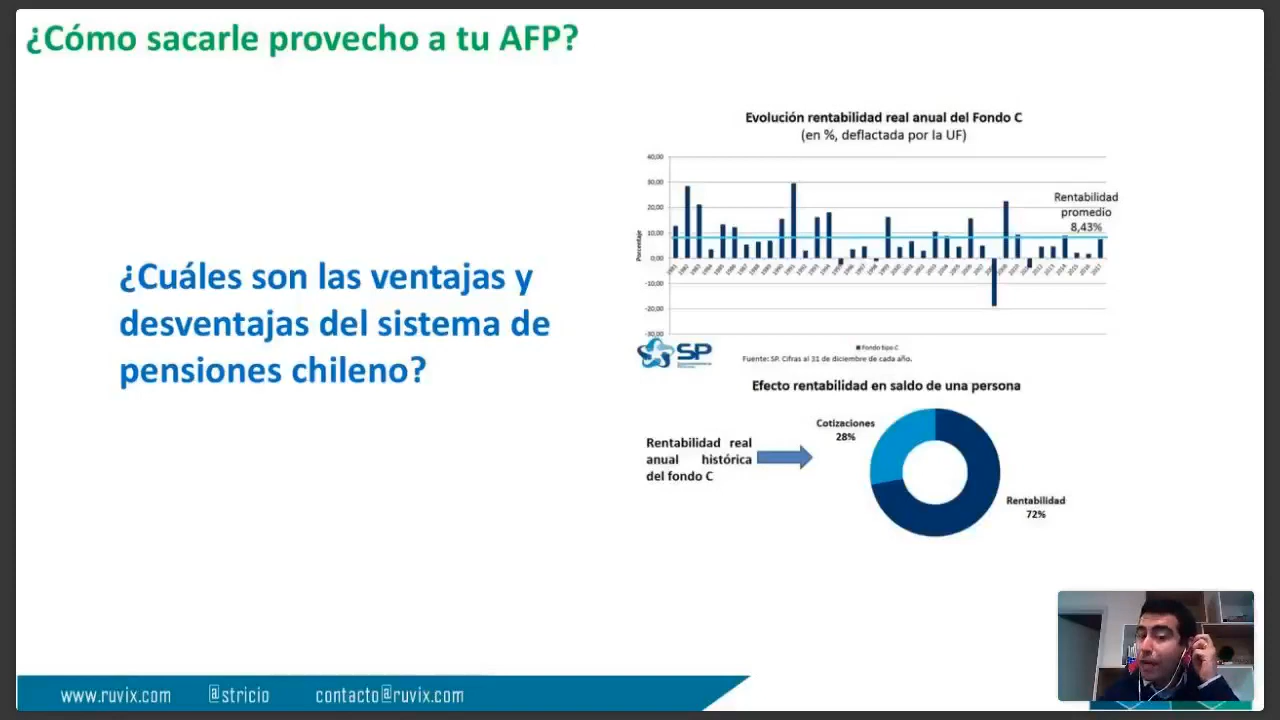 ¿Cómo sacarle provecho a tu AFP?
¿Cuáles son las ventajas y
desventajas del sistema de
pensiones chileno?
Evolución rentabilidad real anual del Fondo C
(en %, deflactada por la UF)
40,00
30,00
20,00
10,00
0,00
-10,00
-20,00
-30,00
Porcentaje
Rentabilidad
promedio
8,43%
Fondo tipo C
SP
Fuente: SP. Cifras al 31 de diciembre de cada año.
Efecto rentabilidad en saldo de una persona
Rentabilidad real
anual histórica
del fondo C
Cotizaciones
28%
Rentabilidad
72%
www.ruvix.com @stricio contacto@ruvix.com